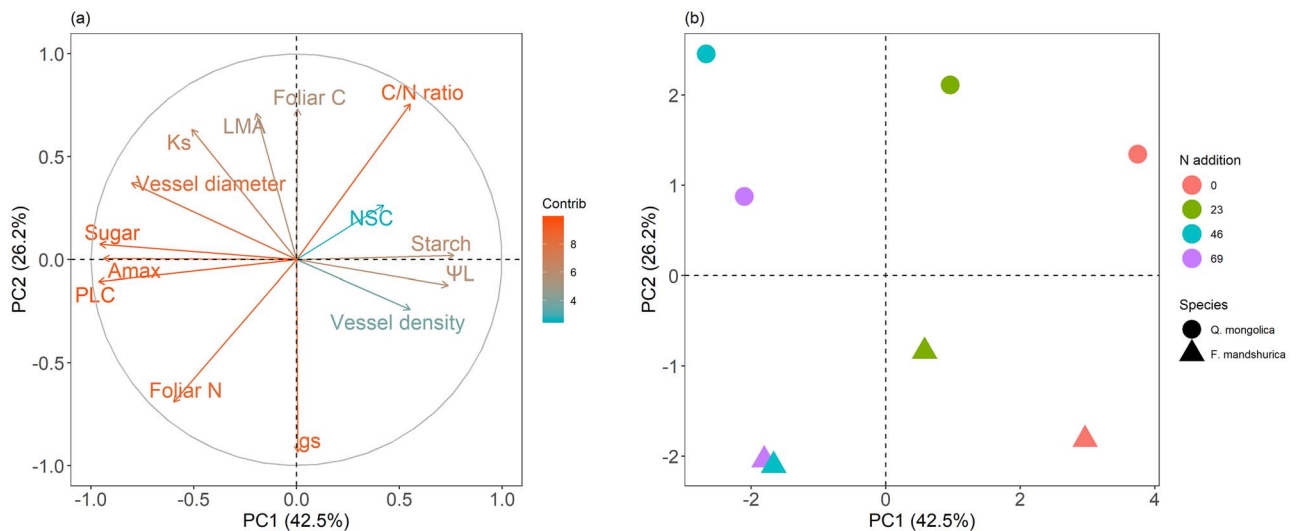 (a)
1.0
0.5
0.0
-0.5
-1.0
PC2 (26.2%)
Foliar C
C/N ratio
LMA
Ks
Vessel diameter
NSC
Sugar
Starch
Amax
ΨL
PLC
Vessel density
Foliar N
gs
-1.0
-0.5
0.0
0.5
1.0
PC1 (42.5%)
Contrib
8
6
4
(b)
2
1
0
-1
-2
PC2 (26.2%)
-2
0
2
4
PC1 (42.5%)
N addition
0
23
46
69
Species
Q. mongolica
F. mandshurica